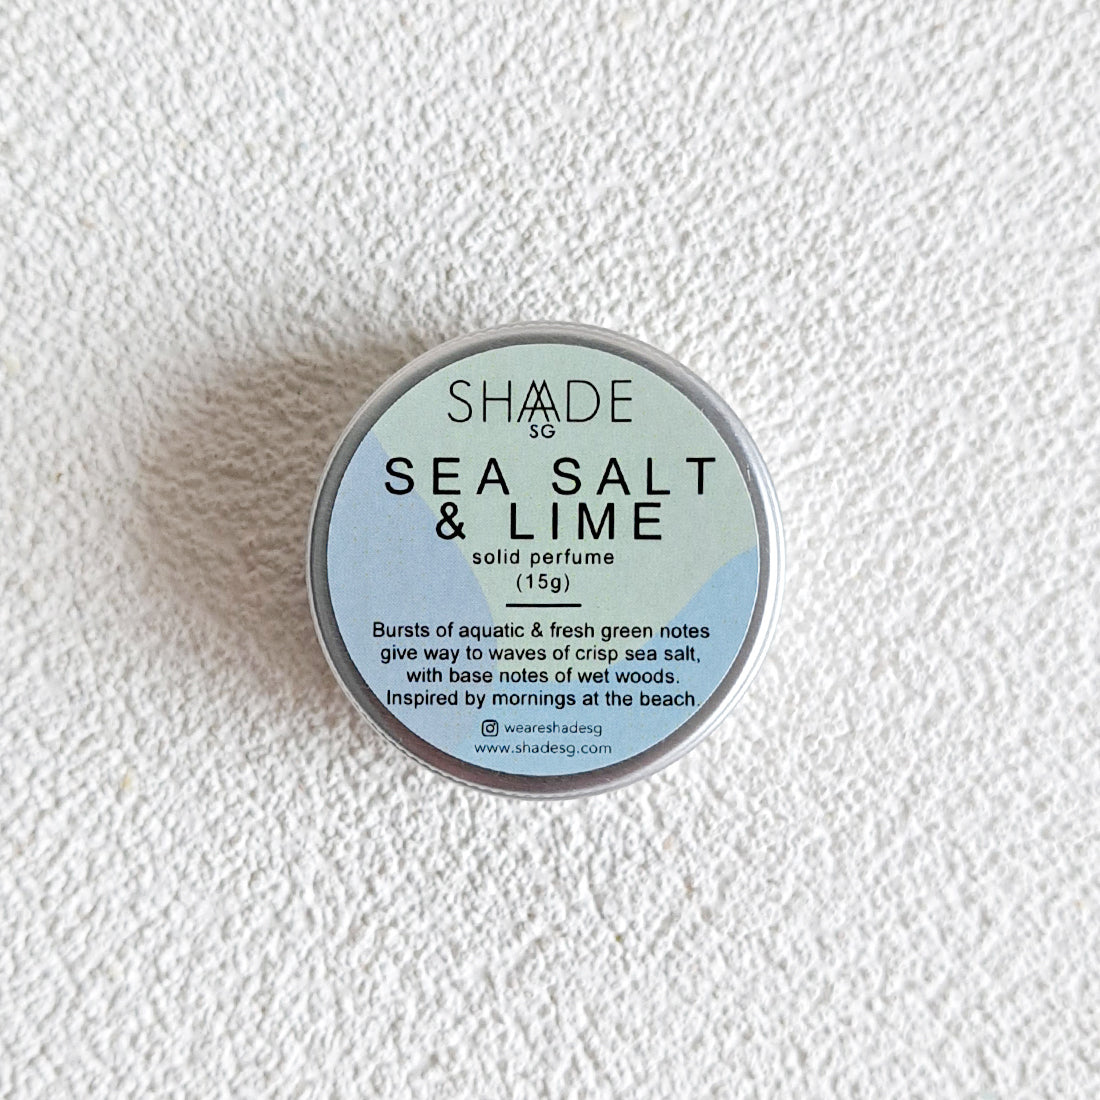 SHADE
SG
SEA SALT
& LIME
solid perfume
(15g)
Bursts of aquatic & fresh green notes
give way to waves of crisp sea salt,
with base notes of wet woods.
Inspired by mornings at the beach.
weareshadesg
www.shadesg.com